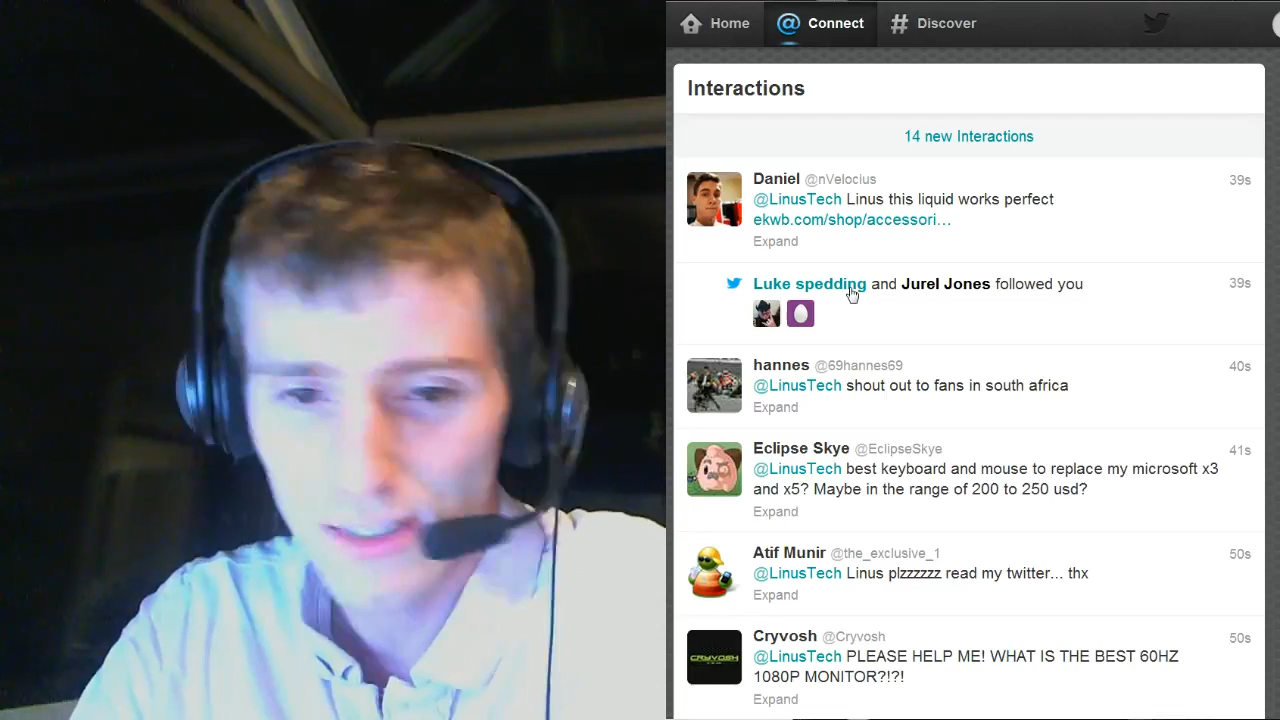 Home
Connect
Discover
Interactions
14 new Interactions
Daniel @nVelocius 39s
@LinusTech Linus this liquid works perfect
ekwb.com/shop/accessori…
Expand
Luke spedding and Jurel Jones followed you 39s
hannes @69hannes69 40s
@LinusTech shout out to fans in south africa
Expand
Eclipse Skye @EclipseSkye 41s
@LinusTech best keyboard and mouse to replace my microsoft x3
and x5? Maybe in the range of 200 to 250 usd?
Expand
Atif Munir @the_exclusive_1 50s
@LinusTech Linus plzzzzzz read my twitter... thx
Expand
Cryvosh @Cryvosh 50s
CRYVOSH
@LinusTech PLEASE HELP ME! WHAT IS THE BEST 60HZ
1080P MONITOR?!?!
Expand